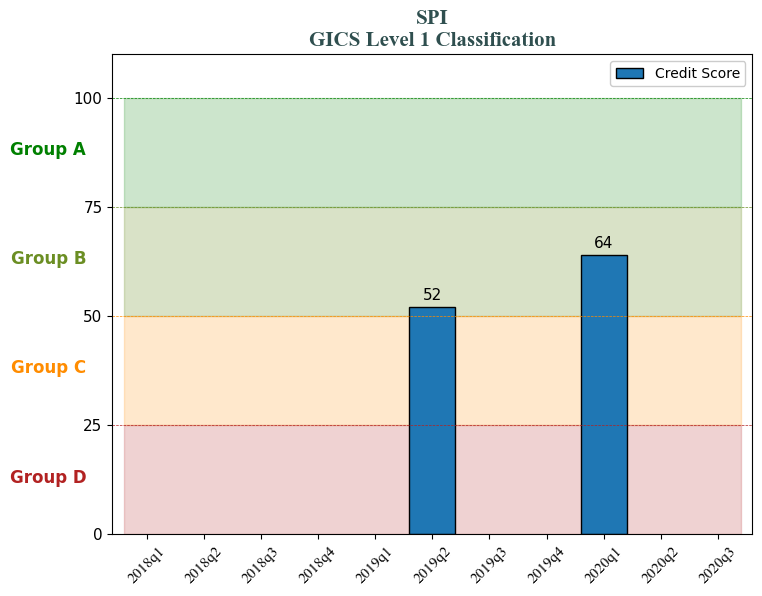 SPI
GICS Level 1 Classification
Credit Score
100
Group A
75
Group B
64
52
50
Group C
25
Group D
0
2018q1
2018q2
2018q3
2018q4
2019q1
2019q2
2019q3
2019q4
2020q1
2020q2
2020q3